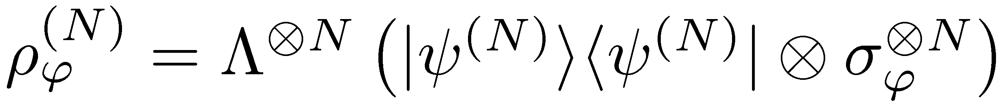 ρ_φ^(N) = Λ^⊗N (|ψ^(N)⟩⟨ψ^(N)| ⊗ σ_φ^⊗N)